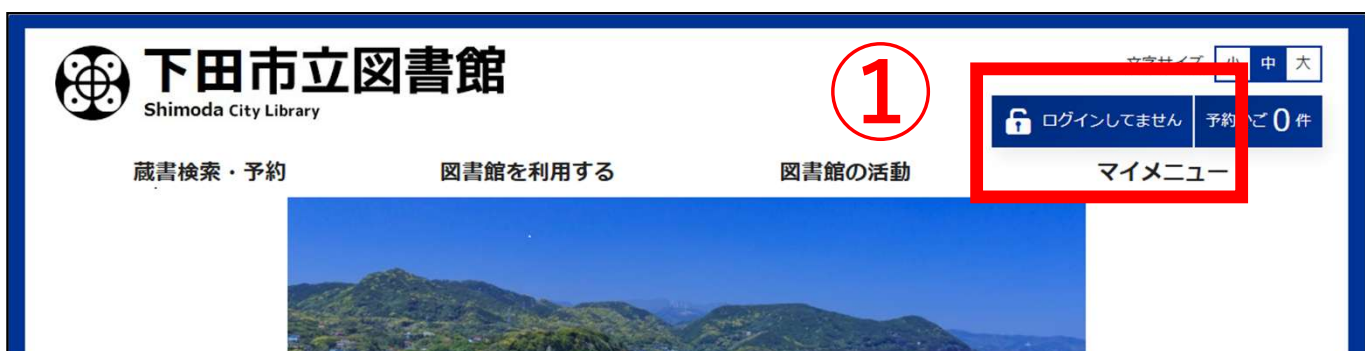 下田市立図書館
Shimoda City Library
①
文字サイズ 小 中 大
ログインしてません 予約かご 0 件
蔵書検索・予約 図書館を利用する 図書館の活動 マイメニュー